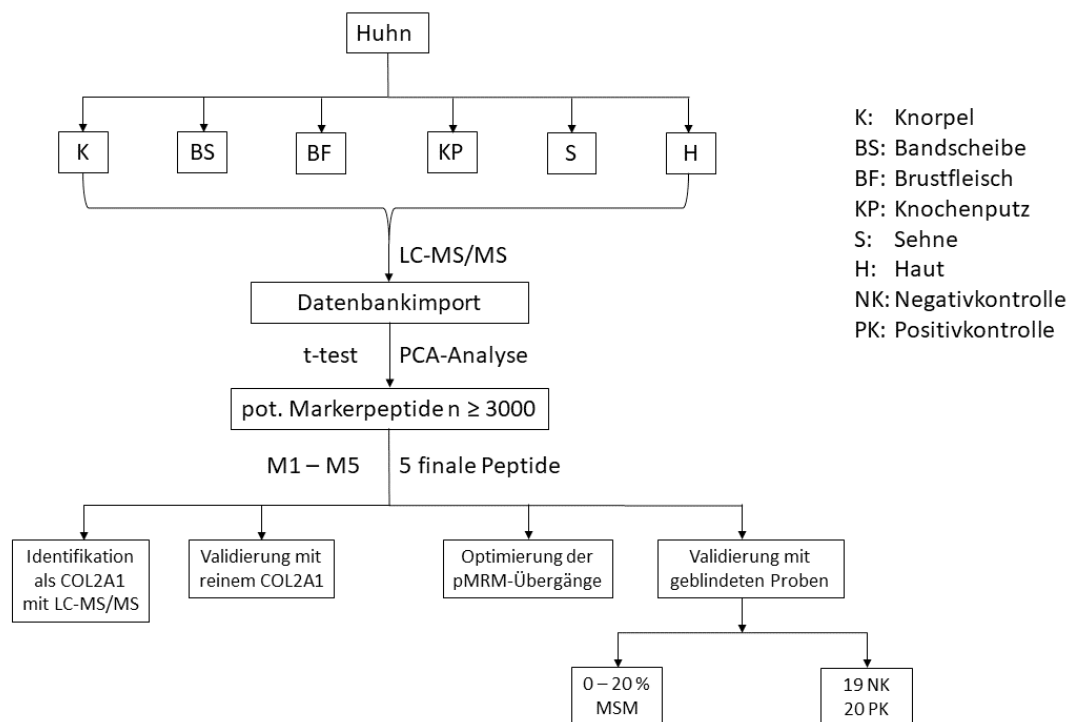 Huhn
K
BS
BF
KP
S
H
K: Knorpel
BS: Bandscheibe
BF: Brustfleisch
KP: Knochenputz
S: Sehne
H: Haut
NK: Negativkontrolle
PK: Positivkontrolle
LC-MS/MS
Datenbankimport
t-test
PCA-Analyse
pot. Markerpeptide n ≥ 3000
M1 – M5
5 finale Peptide
Identifikation
als COL2A1
mit LC-MS/MS
Validierung mit
reinem COL2A1
Optimierung der
pMRM-Übergänge
Validierung mit
geblindeten Proben
0 – 20 %
MSM
19 NK
20 PK